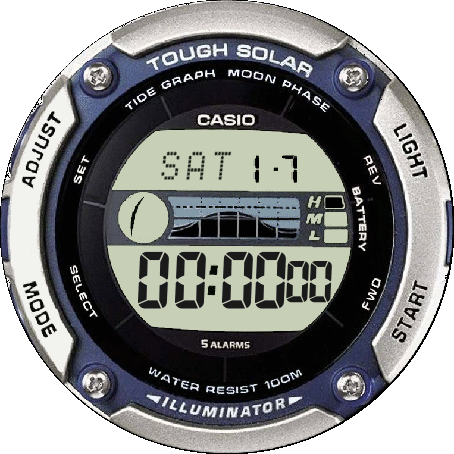 TOUGH SOLAR
TIDE GRAPH MOON PHASE
CASIO
ADJUST
SET
LIGHT
REV
SAT 1-7
H
M
L
BATTERY
00:00 00
MODE
SELECT
START
FWD
5 ALARMS
WATER RESIST 100M
ILLUMINATOR